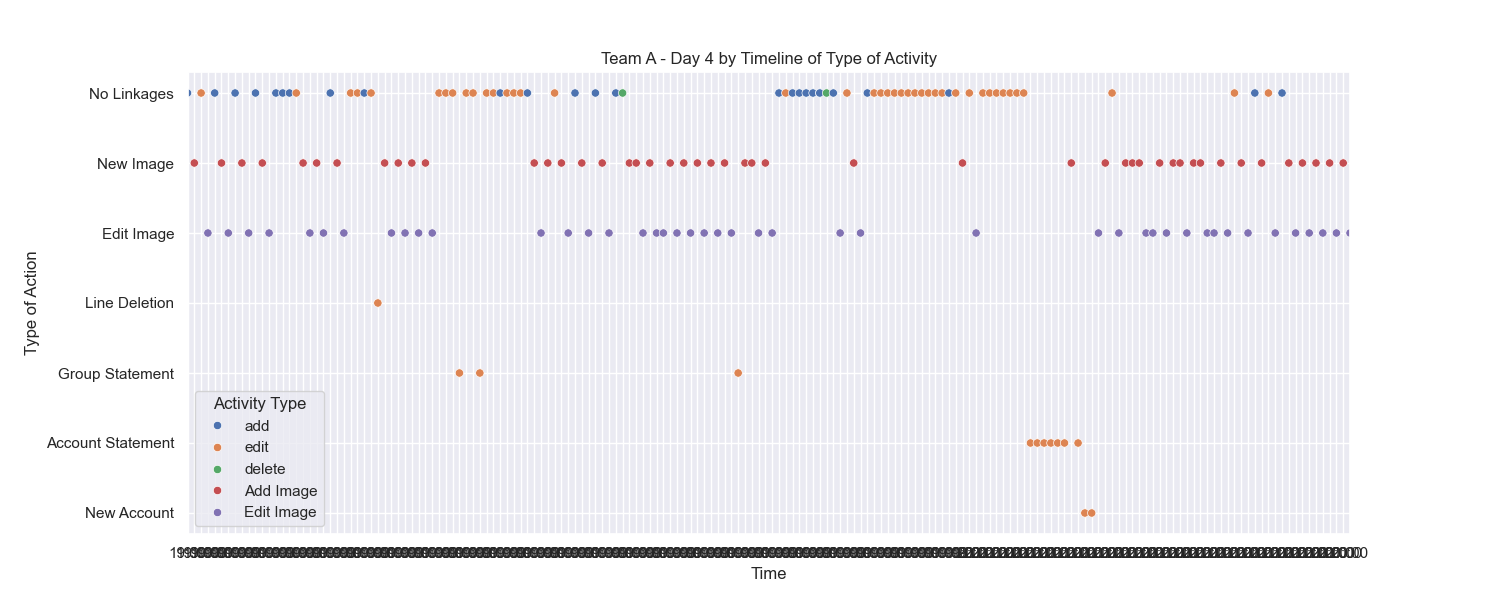 Team A - Day 4 by Timeline of Type of Activity
No Linkages
New Image
Edit Image
Line Deletion
Group Statement
Account Statement
New Account
Type of Action
Activity Type
add
edit
delete
Add Image
Edit Image
Time